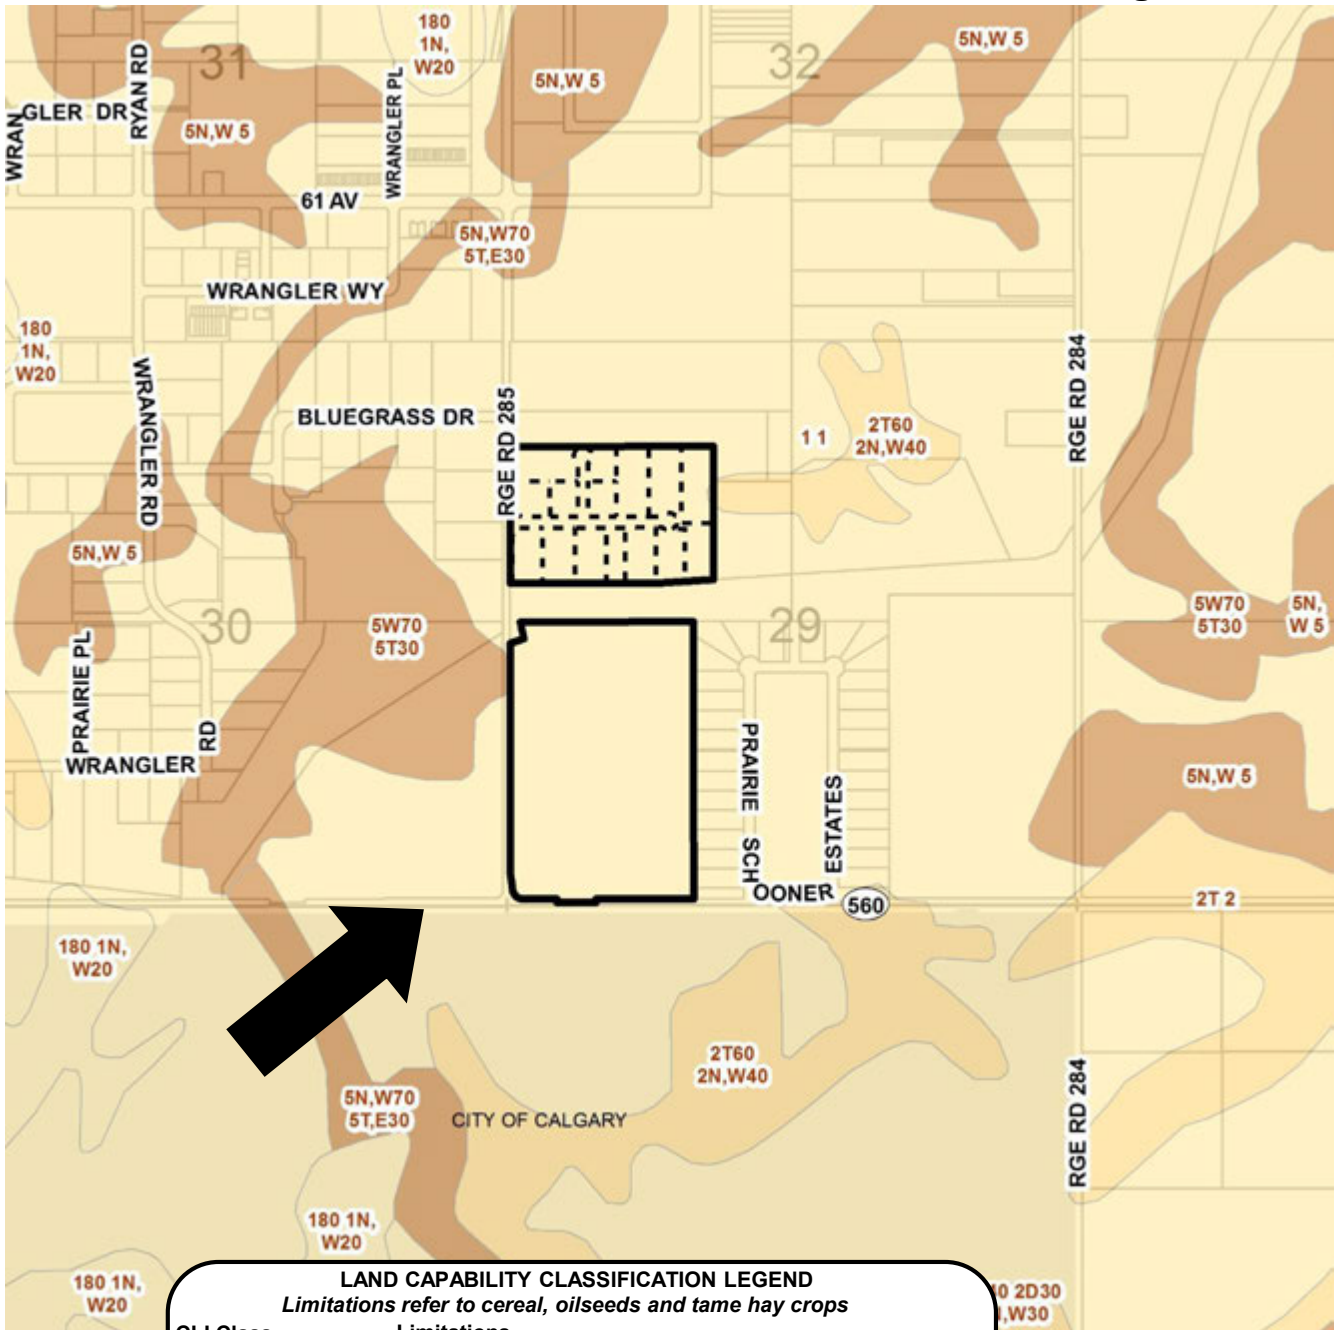 180
1N,
W20
31
RYAN RD
WRANGLER PL
5N,W 5
32
5N,W 5
WRAN
GLER DR
5N,W 5
61 AV
5N,W70
5T,E30
WRANGLER WY
180
1N,
W20
WRANGLER RD
BLUEGRASS DR
RGE RD 285
1 1
2T60
2N,W40
RGE RD 284
5N,W 5
30
5W70
5T30
29
5W70
5T30
5N,
W 5
PRAIRIE PL
WRANGLER
RD
PRAIRIE SCH
OONER
ESTATES
560
5N,W 5
2T 2
180 1N,
W20
2T60
2N,W40
5N,W70
5T,E30
CITY OF CALGARY
RGE RD 284
180 1N,
W20
180 1N,
W20
LAND CAPABILITY CLASSIFICATION LEGEND
Limitations refer to cereal, oilseeds and tame hay crops
Limitations
2D30
W30